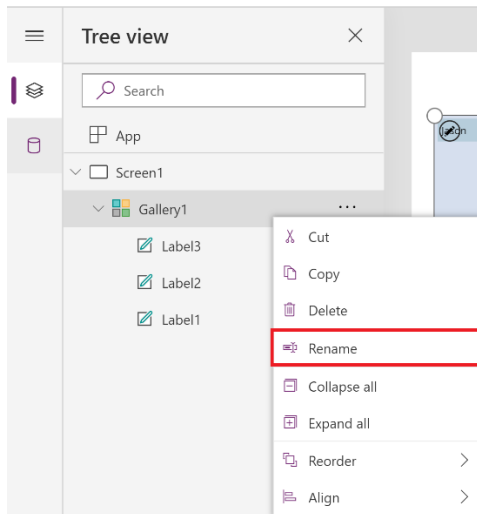 Tree view
Search
App
Screen1
Gallery1
Label3
Label2
Label1
Cut
Copy
Delete
Rename
Collapse all
Expand all
Reorder
Align
Jason